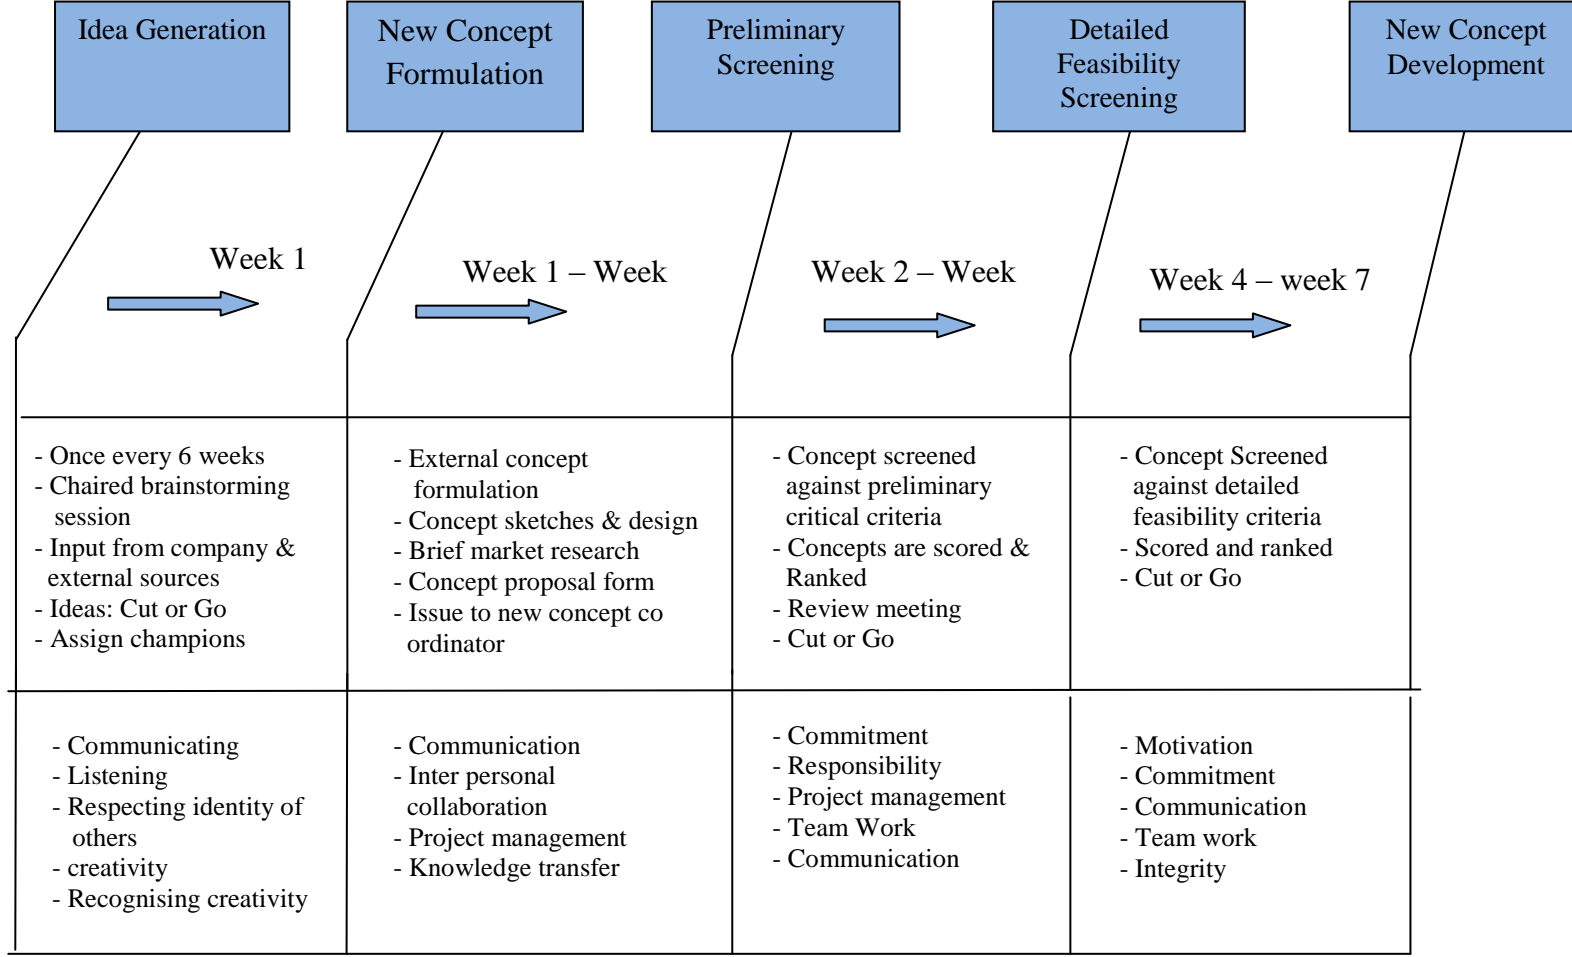 Idea Generation
New Concept
Formulation
Preliminary
Screening
Detailed
Feasibility
Screening
New Concept
Development
Week 1
Week 1 – Week
Week 2 – Week
Week 4 – week 7
- Once every 6 weeks
- Chaired brainstorming
session
- Input from company &
external sources
- Ideas: Cut or Go
- Assign champions
- External concept
formulation
- Concept sketches & design
- Brief market research
- Concept proposal form
- Issue to new concept co
ordinator
- Concept screened
against preliminary
critical criteria
- Concepts are scored &
Ranked
- Review meeting
- Cut or Go
- Concept Screened
against detailed
feasibility criteria
- Scored and ranked
- Cut or Go
- Communicating
- Listening
- Respecting identity of
others
- creativity
- Recognising creativity
- Communication
- Inter personal
collaboration
- Project management
- Knowledge transfer
- Commitment
- Responsibility
- Project management
- Team Work
- Communication
- Motivation
- Commitment
- Communication
- Team work
- Integrity